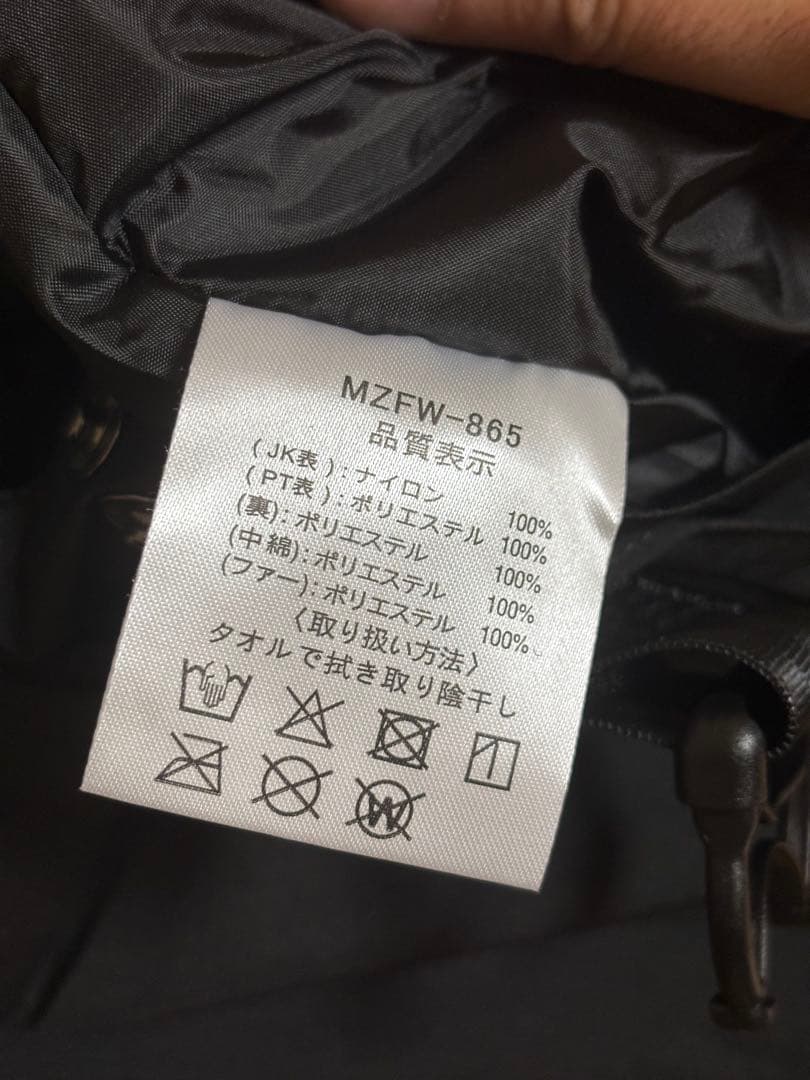 MZFW-865
品質表示
(JK表):ナイロン 100%
(PT表):ポリエステル 100%
(裏):ポリエステル 100%
(中綿):ポリエステル 100%
(ファー):ポリエステル 100%
〈取り扱い方法〉
タオルで拭き取り陰干し
W